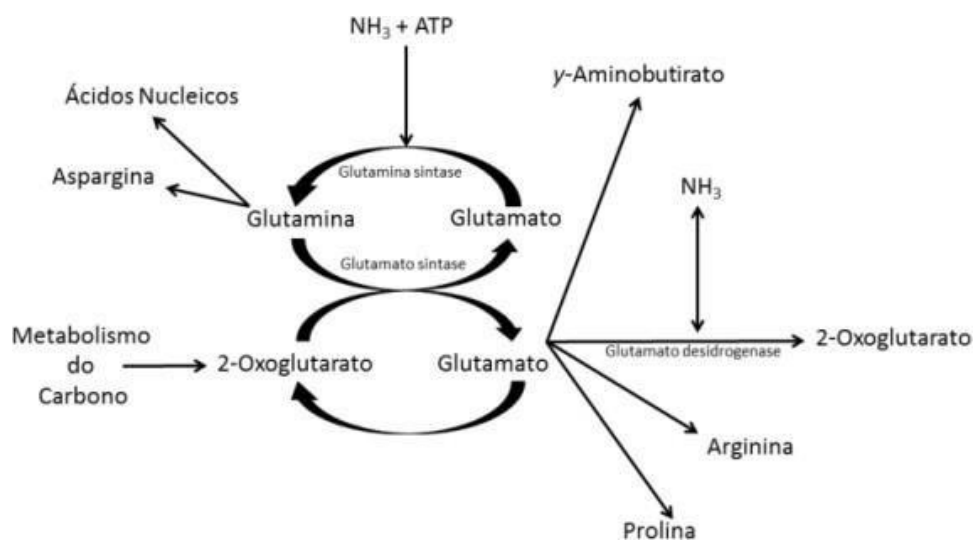 NH₃ + ATP
γ-Aminobutirato
Ácidos Nucleicos
Glutamina sintase
Aspargina
NH₃
Glutamina
Glutamato
Glutamato sintase
Metabolismo
do
Carbono
2-Oxoglutarato
Glutamato
Glutamato desidrogenase
2-Oxoglutarato
Arginina
Prolina